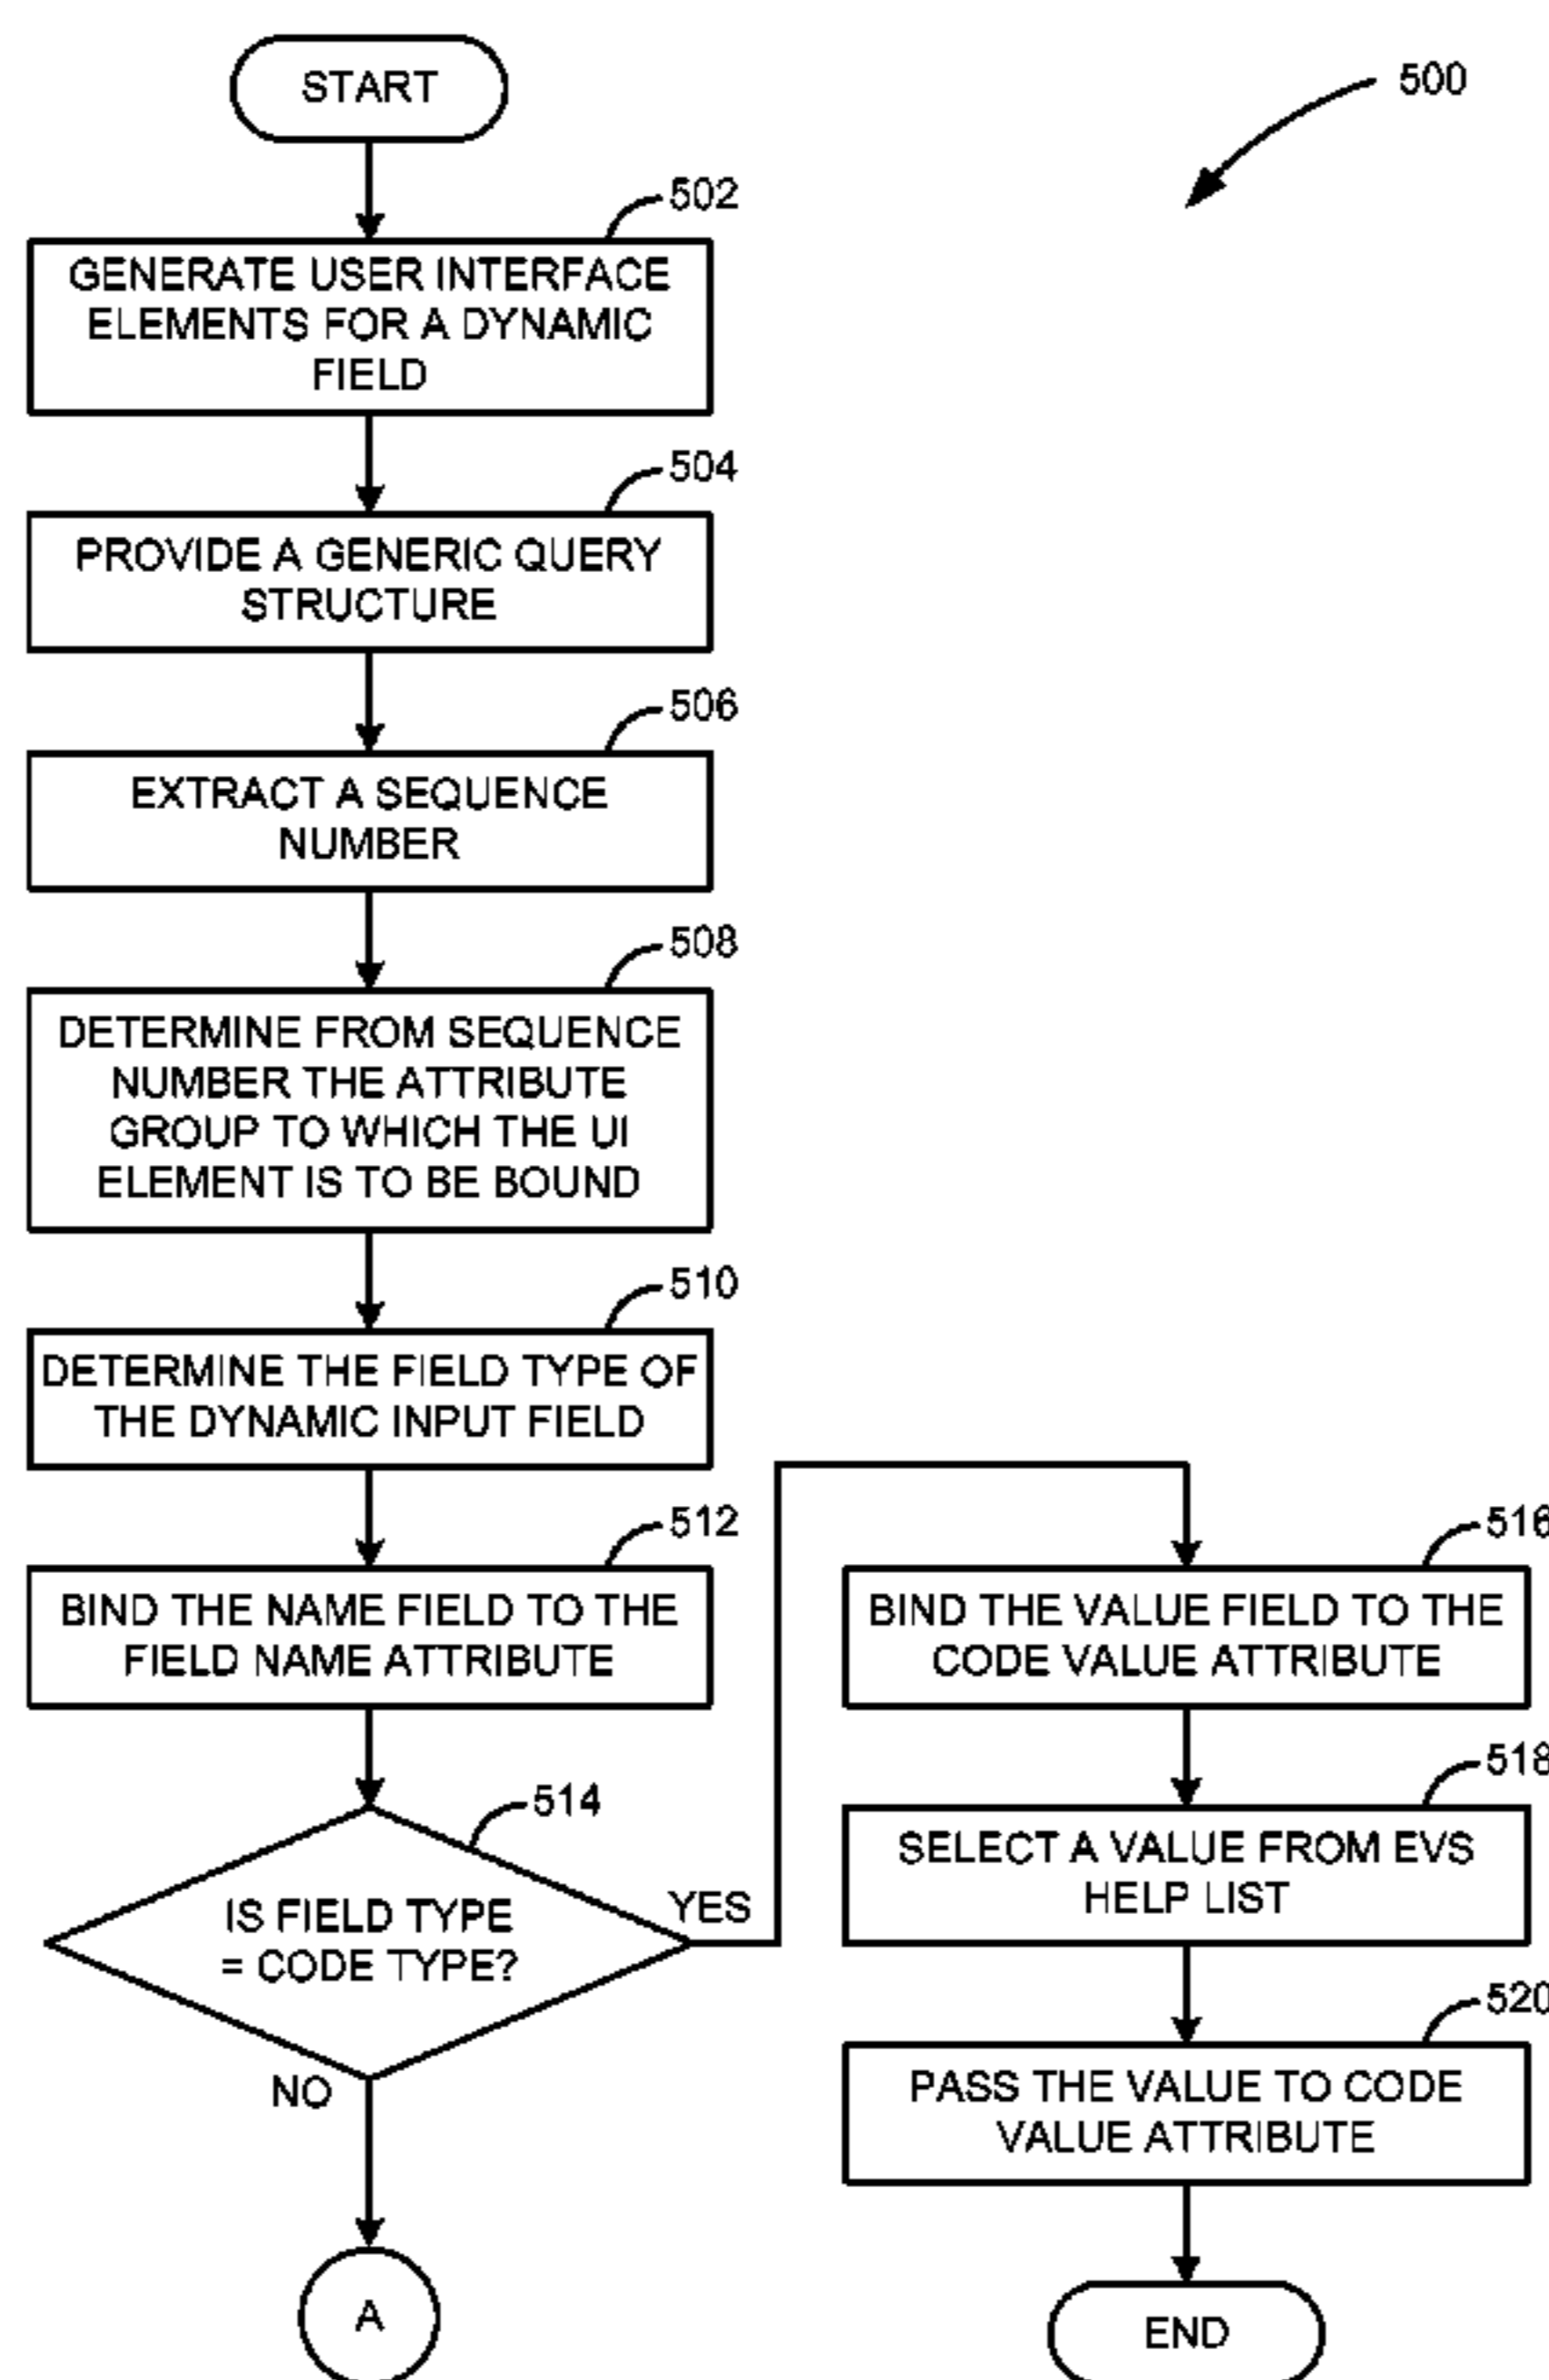 START
500
502
GENERATE USER INTERFACE
ELEMENTS FOR A DYNAMIC
FIELD
504
PROVIDE A GENERIC QUERY
STRUCTURE
506
EXTRACT A SEQUENCE
NUMBER
508
DETERMINE FROM SEQUENCE
NUMBER THE ATTRIBUTE
GROUP TO WHICH THE UI
ELEMENT IS TO BE BOUND
510
DETERMINE THE FIELD TYPE OF
THE DYNAMIC INPUT FIELD
512
BIND THE NAME FIELD TO THE
FIELD NAME ATTRIBUTE
514
IS FIELD TYPE
= CODE TYPE?
YES
NO
A
516
BIND THE VALUE FIELD TO THE
CODE VALUE ATTRIBUTE
518
SELECT A VALUE FROM EVS
HELP LIST
520
PASS THE VALUE TO CODE
VALUE ATTRIBUTE
END